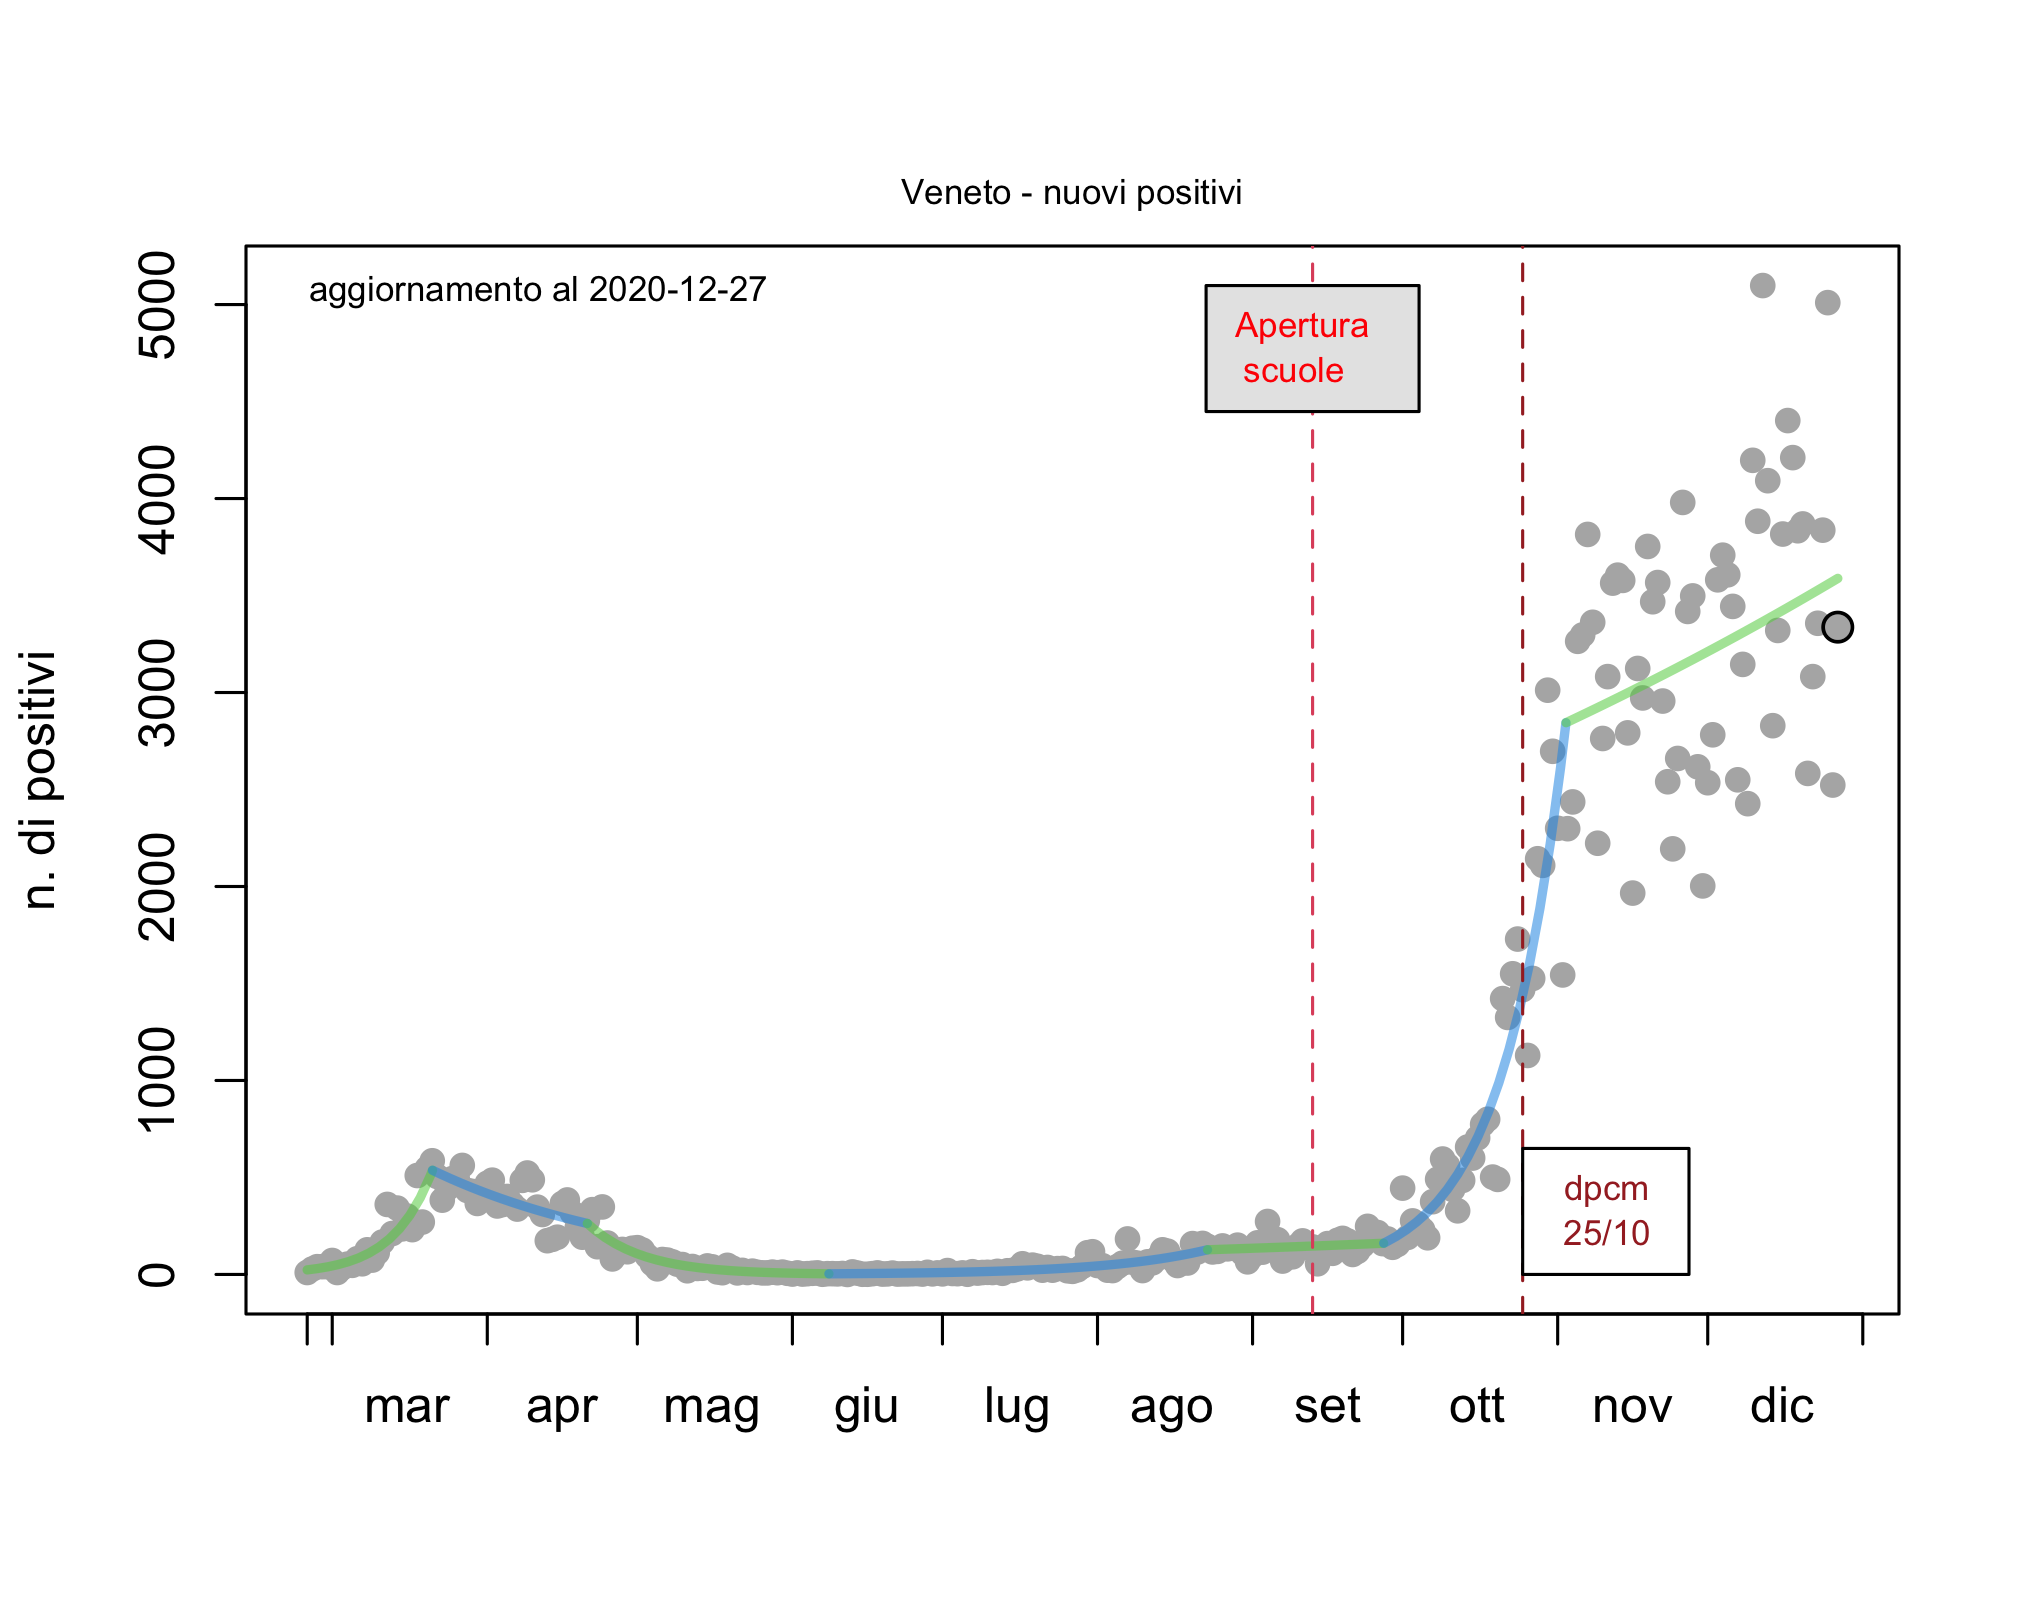 Veneto - nuovi positivi
aggiornamento al 2020-12-27
Apertura
scuole
dpcm
25/10
n. di positivi
5000
4000
3000
2000
1000
0
mar apr mag giu lug ago set ott nov dic